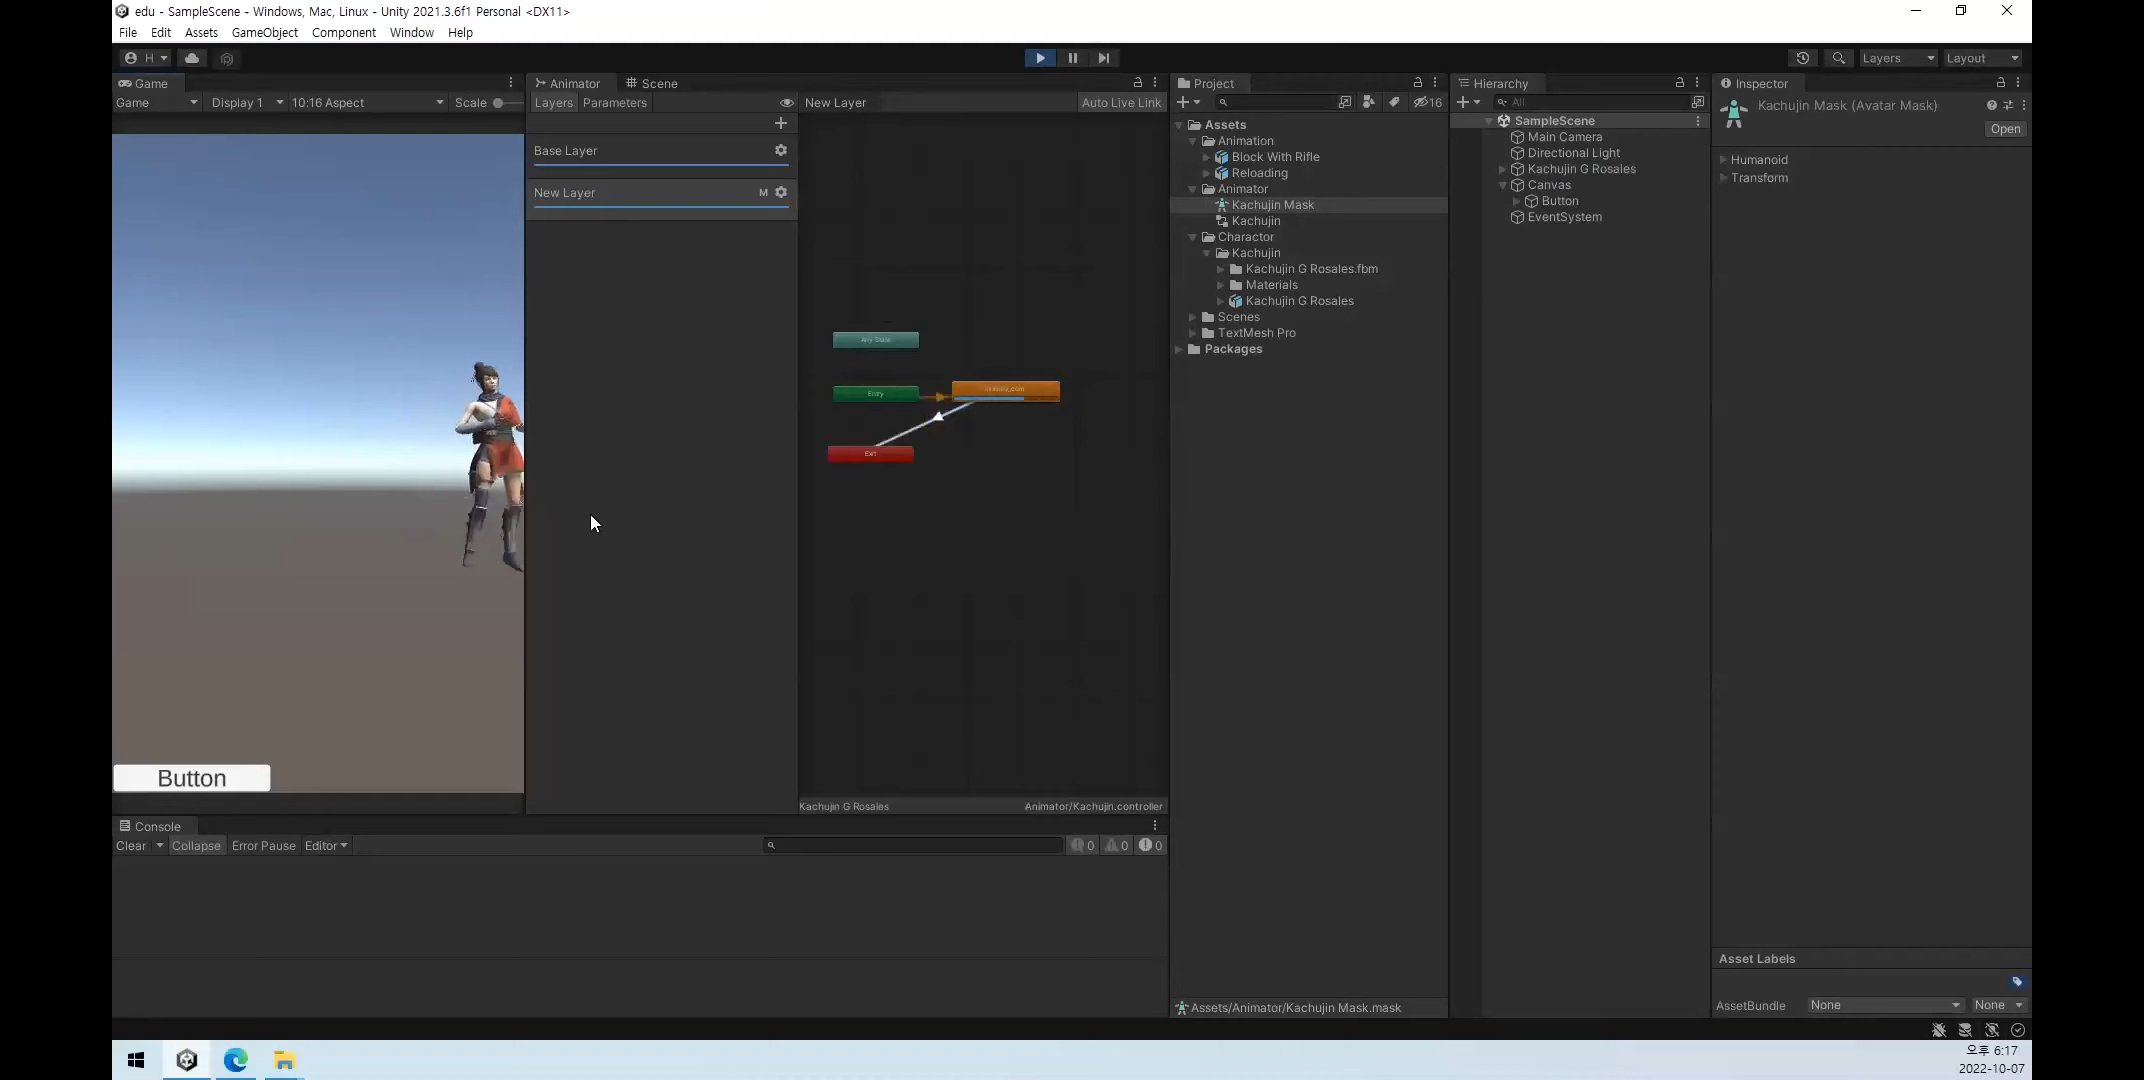 edu - SampleScene - Windows, Mac, Linux - Unity 2021.3.6f1 Personal <DX11>
File Edit Assets GameObject Component Window Help
H Layers Layout
Game
Game Display 1 10:16 Aspect Scale
Button
Animator Scene
Layers Parameters New Layer Auto Live Link
Base Layer
New Layer M
Any State
Entry
Exit
Kachujin G Rosales Animator/Kachujin.controller
Console
Clear Collapse Error Pause Editor 0 0 0
Project
16
Assets
Animation
Block With Rifle
Reloading
Animator
Kachujin Mask
Kachujin
Charactor
Kachujin
Kachujin G Rosales.fbm
Materials
Kachujin G Rosales
Scenes
TextMesh Pro
Packages
Assets/Animator/Kachujin Mask.mask
Hierarchy
All
SampleScene
Main Camera
Directional Light
Kachujin G Rosales
Canvas
Button
EventSystem
Inspector
Kachujin Mask (Avatar Mask)
Open
Humanoid
Transform
Asset Labels
AssetBundle None None
오후 6:17
2022-10-07